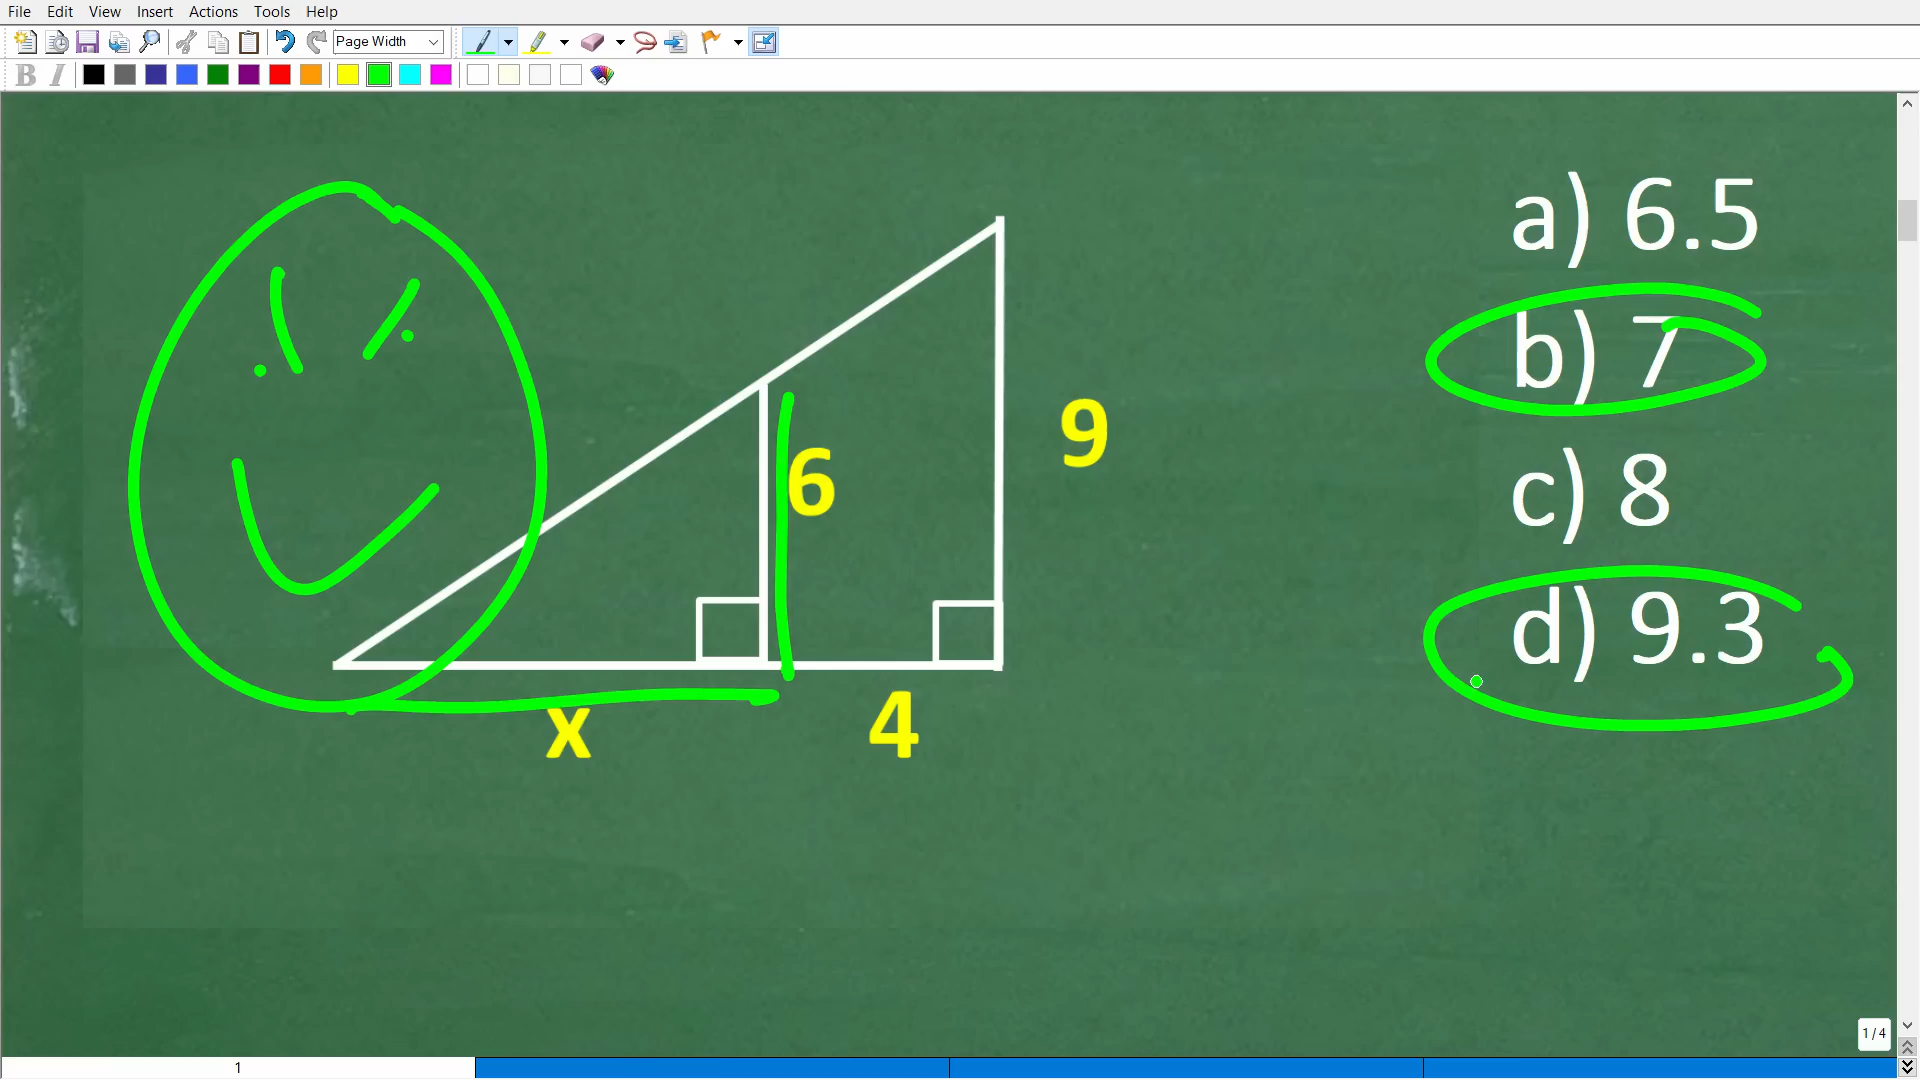 File Edit View Insert Actions Tools Help
Page Width
B I
a) 6.5
b) 7
c) 8
d) 9.3
6
9
x
4
1 / 4
1